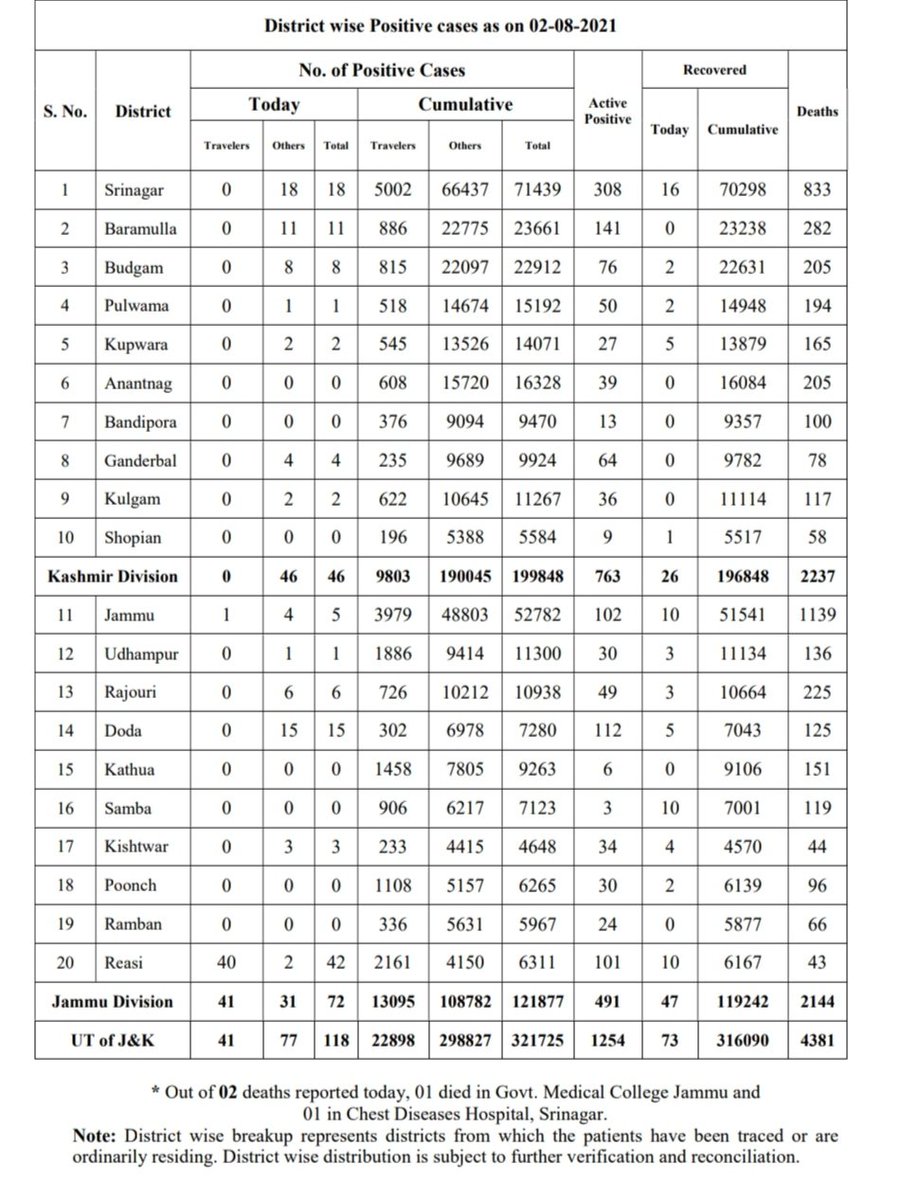 District wise Positive cases as on 02-08-2021
S. No. District No. of Positive Cases Active Positive Recovered Deaths
Today Cumulative Today Cumulative
Travelers Others Total Travelers Others Total
1 Srinagar 0 18 18 5002 66437 71439 308 16 70298 833
2 Baramulla 0 11 11 886 22775 23661 141 0 23238 282
3 Budgam 0 8 8 815 22097 22912 76 2 22631 205
4 Pulwama 0 1 1 518 14674 15192 50 2 14948 194
5 Kupwara 0 2 2 545 13526 14071 27 5 13879 165
6 Anantnag 0 0 0 608 15720 16328 39 0 16084 205
7 Bandipora 0 0 0 376 9094 9470 13 0 9357 100
8 Ganderbal 0 4 4 235 9689 9924 64 0 9782 78
9 Kulgam 0 2 2 622 10645 11267 36 0 11114 117
10 Shopian 0 0 0 196 5388 5584 9 1 5517 58
Kashmir Division 0 46 46 9803 190045 199848 763 26 196848 2237
11 Jammu 1 4 5 3979 48803 52782 102 10 51541 1139
12 Udhampur 0 1 1 1886 9414 11300 30 3 11134 136
13 Rajouri 0 6 6 726 10212 10938 49 3 10664 225
14 Doda 0 15 15 302 6978 7280 112 5 7043 125
15 Kathua 0 0 0 1458 7805 9263 6 0 9106 151
16 Samba 0 0 0 906 6217 7123 3 10 7001 119
17 Kishtwar 0 3 3 233 4415 4648 34 4 4570 44
18 Poonch 0 0 0 1108 5157 6265 30 2 6139 96
19 Ramban 0 0 0 336 5631 5967 24 0 5877 66
20 Reasi 40 2 42 2161 4150 6311 101 10 6167 43
Jammu Division 41 31 72 13095 108782 121877 491 47 119242 2144
UT of J&K 41 77 118 22898 298827 321725 1254 73 316090 4381
* Out of 02 deaths reported today, 01 died in Govt. Medical College Jammu and
01 in Chest Diseases Hospital, Srinagar.
Note: District wise breakup represents districts from which the patients have been traced or are
ordinarily residing. District wise distribution is subject to further verification and reconciliation.